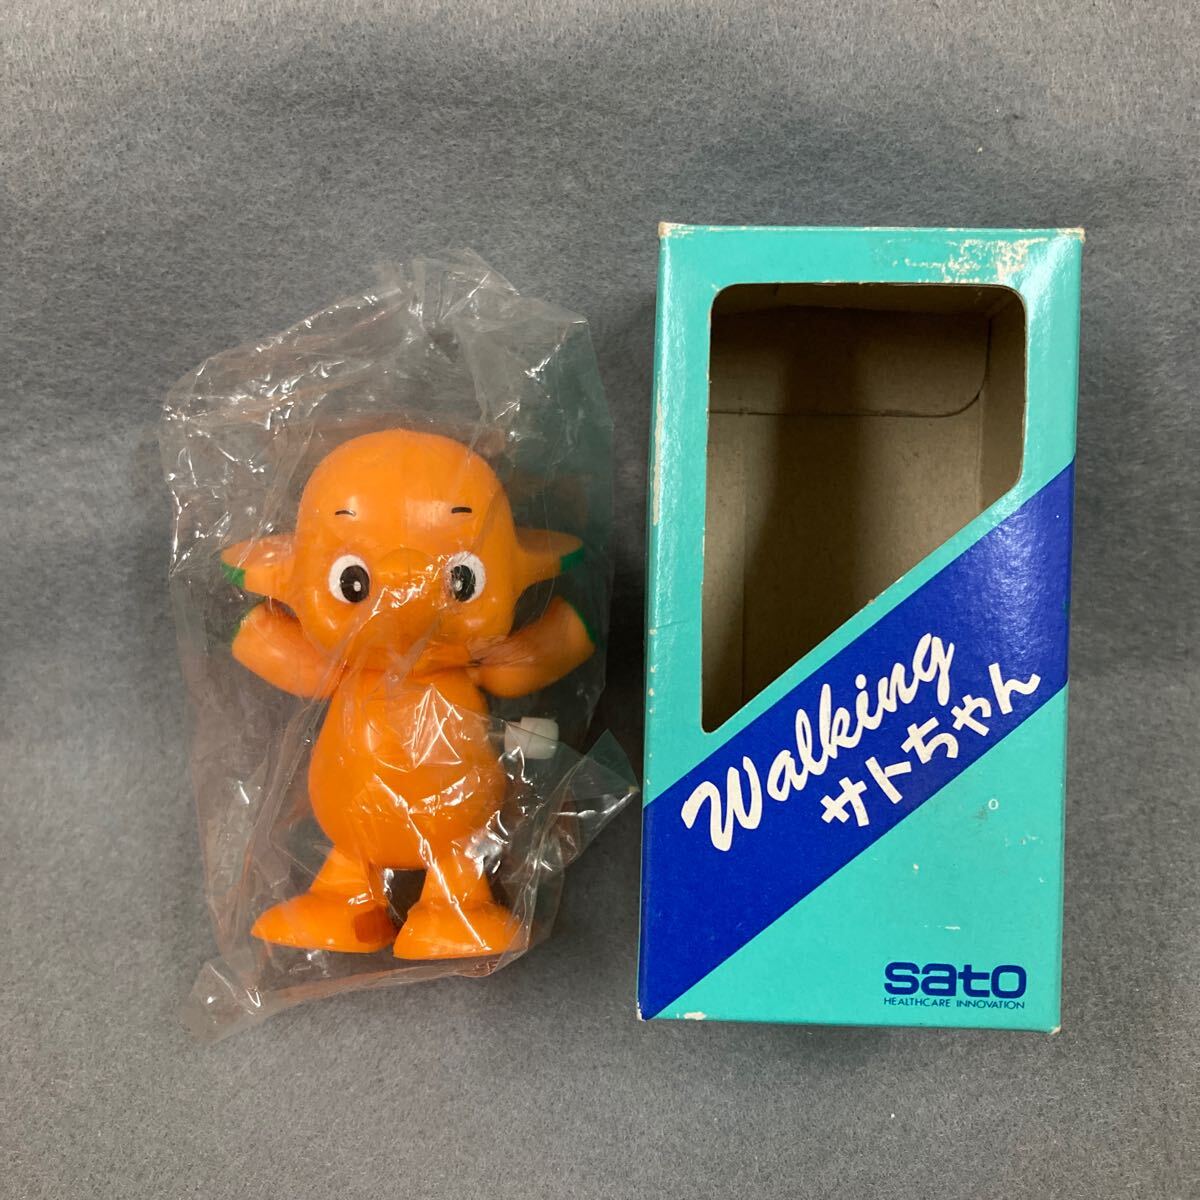 Walking
サトちゃん
sato
HEALTHCARE INNOVATION